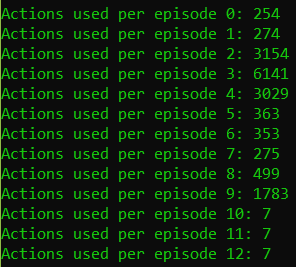 Actions used per episode 0: 254
Actions used per episode 1: 274
Actions used per episode 2: 3154
Actions used per episode 3: 6141
Actions used per episode 4: 3029
Actions used per episode 5: 363
Actions used per episode 6: 353
Actions used per episode 7: 275
Actions used per episode 8: 499
Actions used per episode 9: 1783
Actions used per episode 10: 7
Actions used per episode 11: 7
Actions used per episode 12: 7